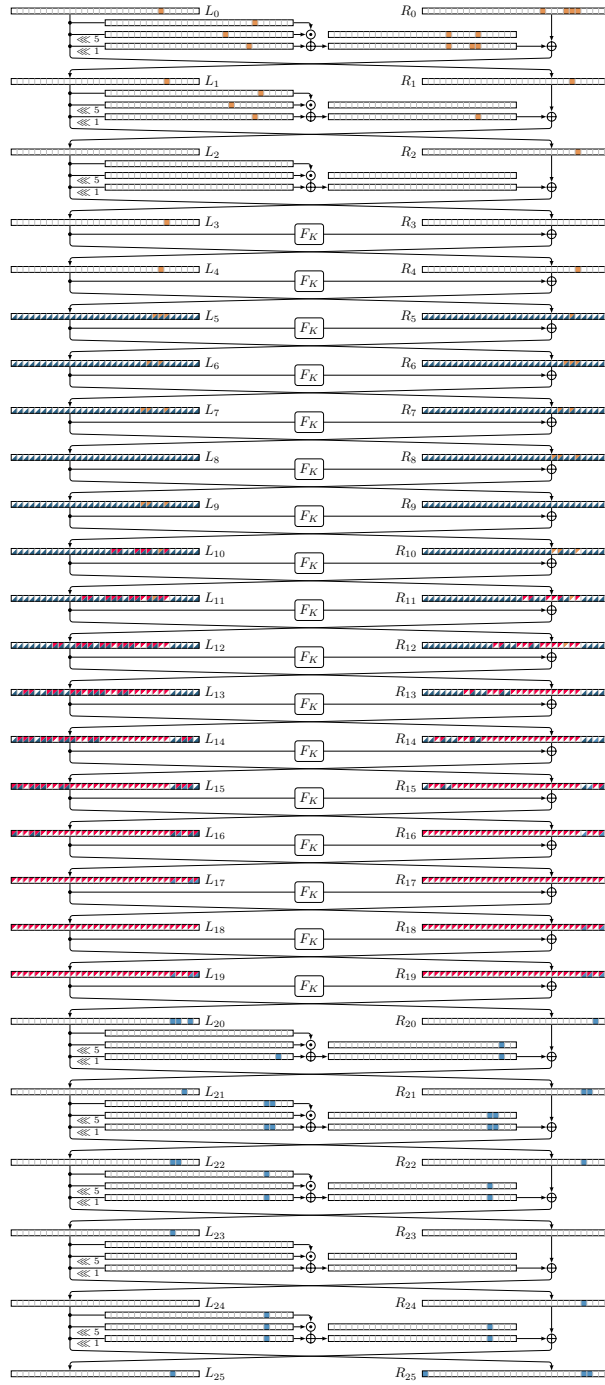 L₀ R₀
⋘ 5
⋘ 1
L₁ R₁
⋘ 5
⋘ 1
L₂ R₂
⋘ 5
⋘ 1
L₃ R₃
F_K
L₄ R₄
F_K
L₅ R₅
F_K
L₆ R₆
F_K
L₇ R₇
F_K
L₈ R₈
F_K
L₉ R₉
F_K
L₁₀ R₁₀
F_K
L₁₁ R₁₁
F_K
L₁₂ R₁₂
F_K
L₁₃ R₁₃
F_K
L₁₄ R₁₄
F_K
L₁₅ R₁₅
F_K
L₁₆ R₁₆
F_K
L₁₇ R₁₇
F_K
L₁₈ R₁₈
F_K
L₁₉ R₁₉
F_K
L₂₀ R₂₀
⋘ 5
⋘ 1
L₂₁ R₂₁
⋘ 5
⋘ 1
L₂₂ R₂₂
⋘ 5
⋘ 1
L₂₃ R₂₃
⋘ 5
⋘ 1
L₂₄ R₂₄
⋘ 5
⋘ 1
L₂₅ R₂₅